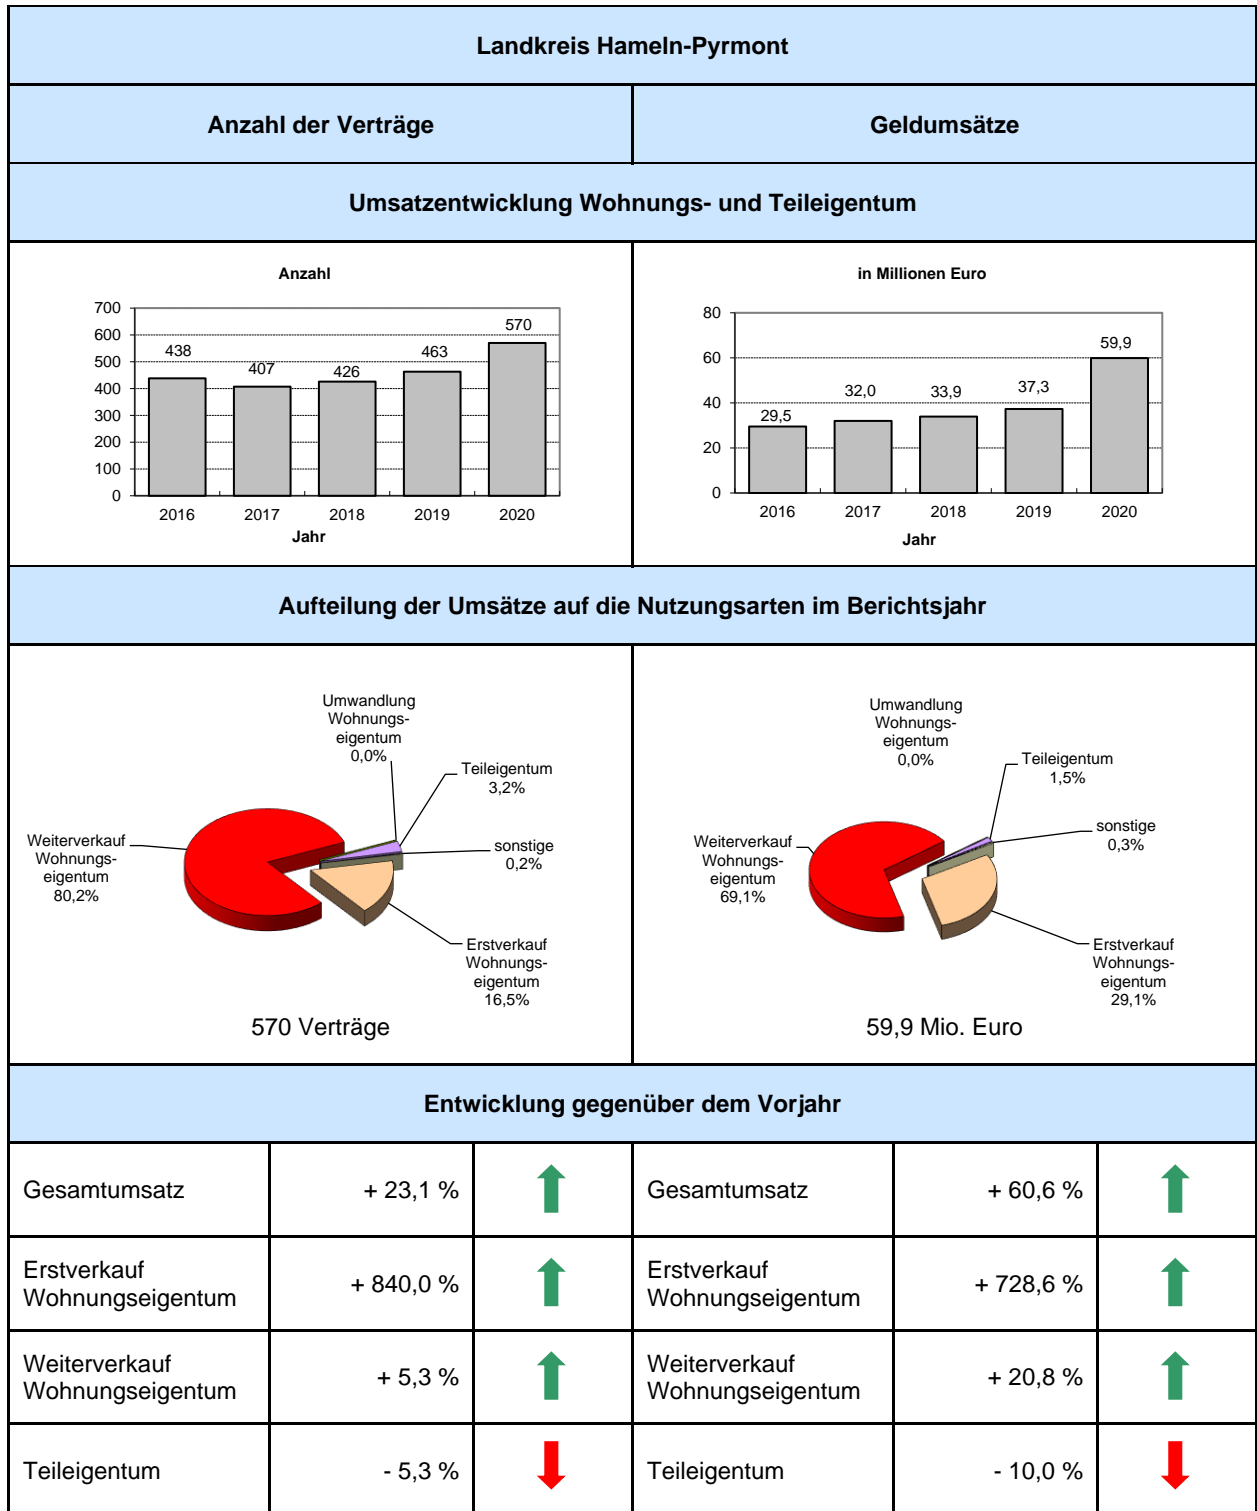 Landkreis Hameln-Pyrmont
Anzahl der Verträge
Geldumsätze
Umsatzentwicklung Wohnungs- und Teileigentum
Anzahl
700
600
500
400
300
200
100
0
438
407
426
463
570
2016 2017 2018 2019 2020
Jahr
in Millionen Euro
80
60
40
20
0
29,5
32,0
33,9
37,3
59,9
2016 2017 2018 2019 2020
Jahr
Aufteilung der Umsätze auf die Nutzungsarten im Berichtsjahr
Umwandlung
Wohnungs-
eigentum
0,0%
Teileigentum
3,2%
sonstige
0,2%
Weiterverkauf
Wohnungs-
eigentum
80,2%
Erstverkauf
Wohnungs-
eigentum
16,5%
570 Verträge
Umwandlung
Wohnungs-
eigentum
0,0%
Teileigentum
1,5%
sonstige
0,3%
Weiterverkauf
Wohnungs-
eigentum
69,1%
Erstverkauf
Wohnungs-
eigentum
29,1%
59,9 Mio. Euro
Entwicklung gegenüber dem Vorjahr
Gesamtumsatz + 23,1 % Gesamtumsatz + 60,6 %
Erstverkauf
Wohnungseigentum + 840,0 %
Erstverkauf
Wohnungseigentum + 728,6 %
Weiterverkauf
Wohnungseigentum + 5,3 %
Weiterverkauf
Wohnungseigentum + 20,8 %
Teileigentum - 5,3 % Teileigentum - 10,0 %